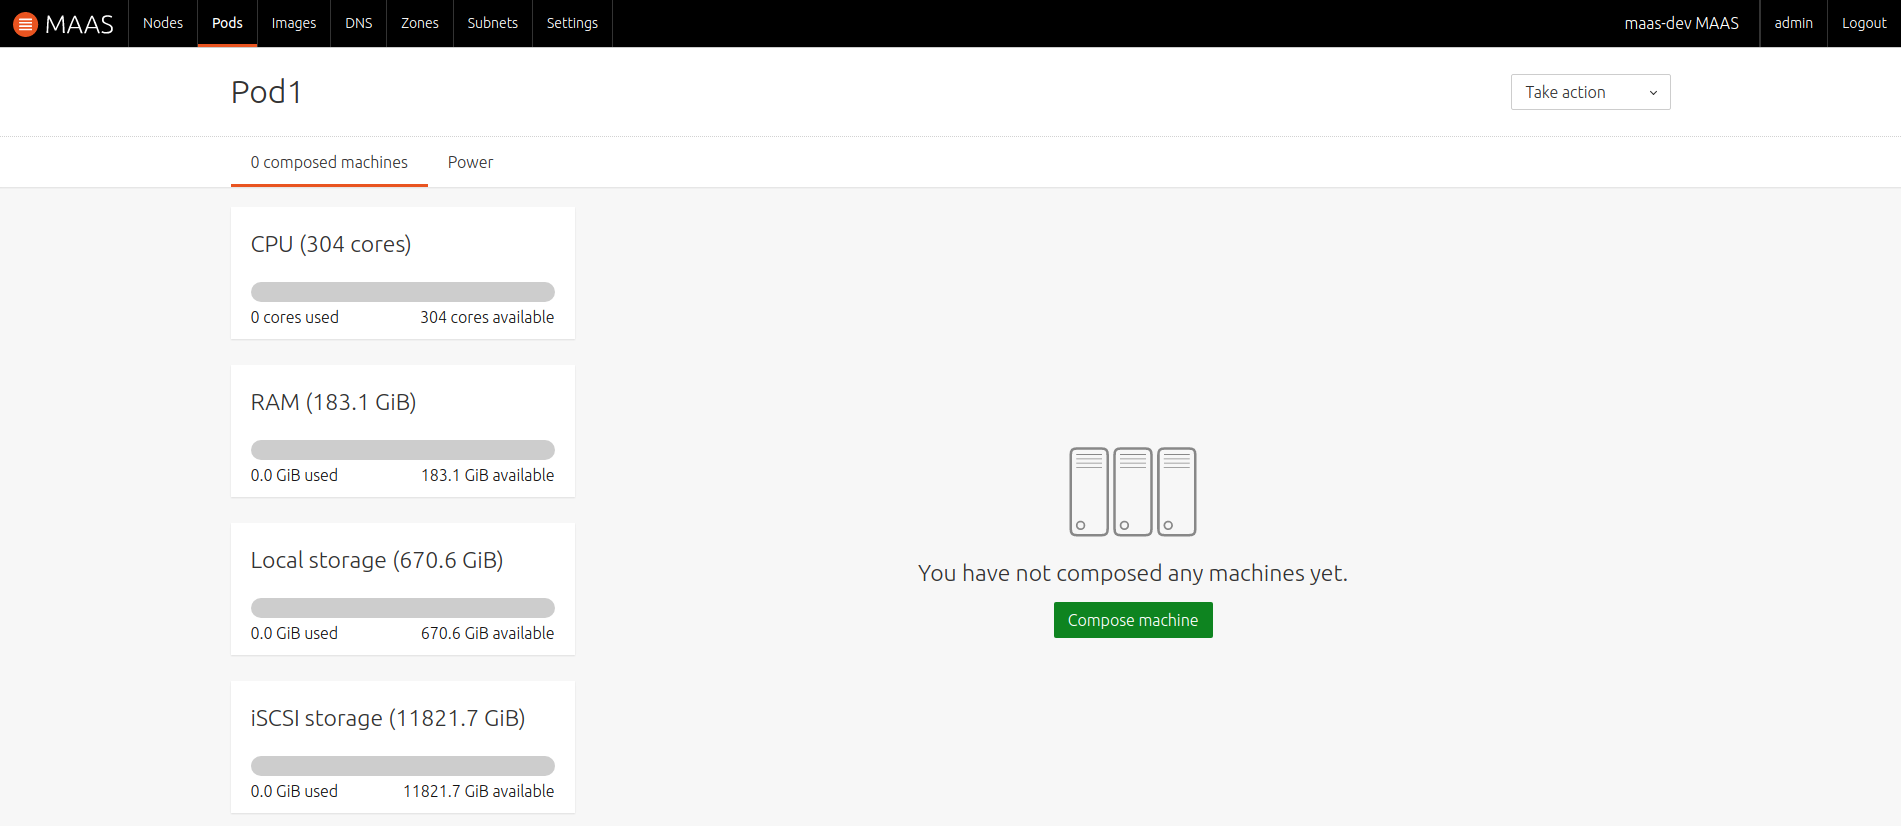 MAAS Nodes Pods Images DNS Zones Subnets Settings maas-dev MAAS admin Logout
Pod1 Take action
0 composed machines Power
CPU (304 cores)
0 cores used 304 cores available
RAM (183.1 GiB)
0.0 GiB used 183.1 GiB available
Local storage (670.6 GiB)
0.0 GiB used 670.6 GiB available
iSCSI storage (11821.7 GiB)
0.0 GiB used 11821.7 GiB available
You have not composed any machines yet.
Compose machine